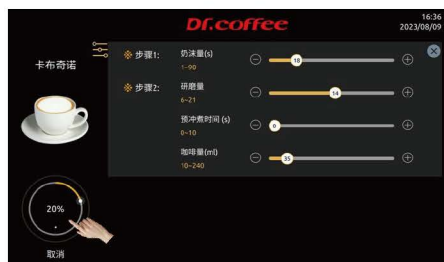 Dr.coffee
16:36
2023/08/09
卡布奇诺
步骤1:
奶沫量(s)
1~90
18
步骤2:
研磨量
6~21
14
预冲煮时间 (s)
0~10
0
咖啡量(ml)
10~240
35
20%
取消